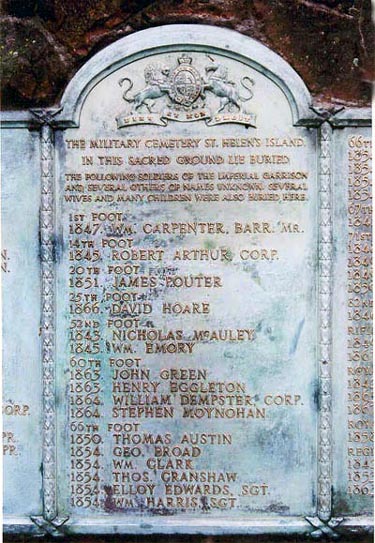 DIEU ET MON DROIT
THE MILITARY CEMETERY ST. HELEN'S ISLAND.
IN THIS SACRED GROUND LIE BURIED
THE FOLLOWING SOLDIERS OF THE IMPERIAL GARRISON
AND SEVERAL OTHERS OF NAMES UNKNOWN. SEVERAL
WIVES AND MANY CHILDREN WERE ALSO BURIED HERE.
1ST FOOT
1847. WM. CARPENTER, BARR. MR.
14TH FOOT
1845. ROBERT ARTHUR CORP.
20TH FOOT
1851. JAMES POUTER
25TH FOOT
1866. DAVID HOARE
52ND FOOT
1843. NICHOLAS McAULEY
1845. WM. EMORY
60TH FOOT
1863. JOHN GREEN
1865. HENRY EGGLETON
1864. WILLIAM DEMPSTER CORP.
1864. STEPHEN MOYNOHAN
66TH FOOT
1850. THOMAS AUSTIN
1854. GEO. BROAD
1854. WM. CLARK
1854. THOS. CRANSHAW
1854. ELLOY EDWARDS, SGT.
1854. WM. HARRIS, SGT.